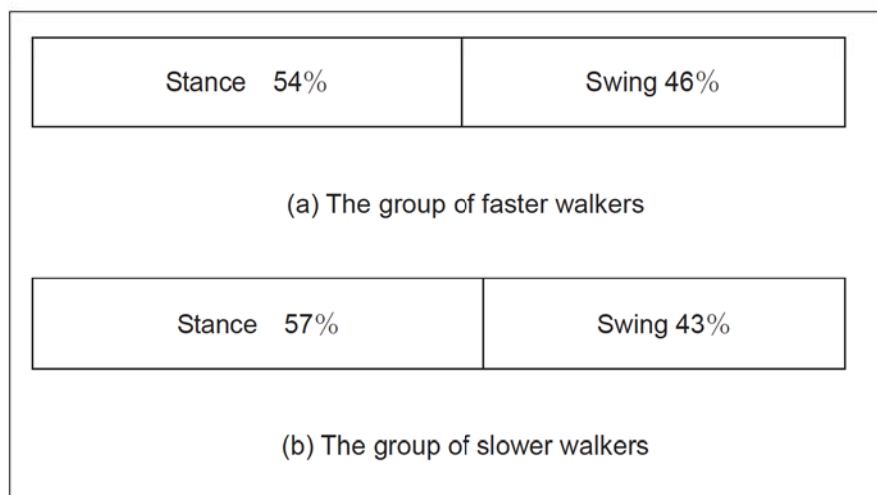 Stance 54% Swing 46%
(a) The group of faster walkers
Stance 57% Swing 43%
(b) The group of slower walkers